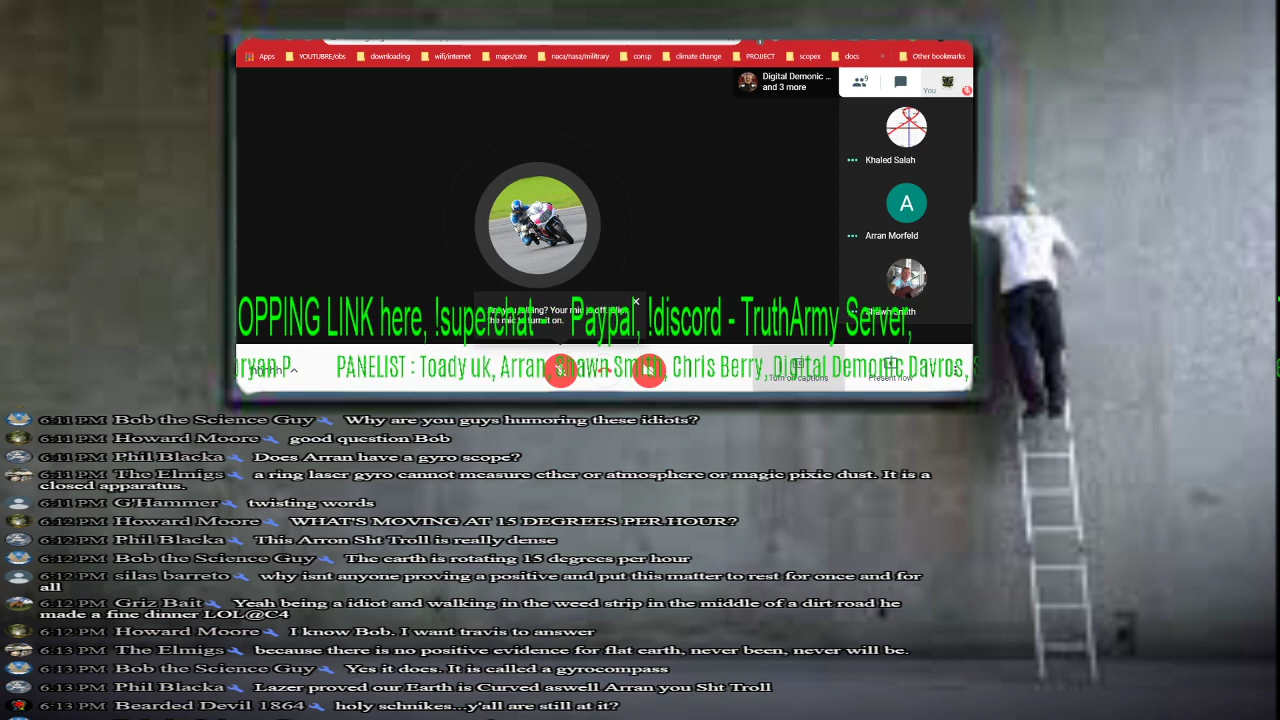 Apps YOUTUBRE/obs downloading wifi/internet maps/sate naca/nasa/militrary consp climate change PROJJECT scopex docs Other bookmarks
Digital Demonic ...
and 3 more
9
You
Khaled Salah
A
Arran Morfeld
Shawn Smith
OPPING LINK here, !superchat - Paypal, !discord - TruthArmy Server,
PANELIST : Toady uk, Arran, Shawn Smith, Chris Berry, Digital Demonic Davros,
Turn on captions
Present now
6:11 PM Bob the Science Guy Why are you guys humoring these idiots?
6:11 PM Howard Moore good question Bob
6:11 PM Phil Blacka Does Arran have a gyro scope?
6:11 PM The Elmigs a ring laser gyro cannot measure ether or atmosphere or magic pixie dust. It is a
closed apparatus.
6:11 PM G'Hammer twisting words
6:12 PM Howard Moore WHAT'S MOVING AT 15 DEGREES PER HOUR?
6:12 PM Phil Blacka This Arron Sht Troll is really dense
6:12 PM Bob the Science Guy The earth is rotating 15 degrees per hour
6:12 PM silas barreto why isnt anyone proving a positive and put this matter to rest for once and for
all
6:12 PM Griz Bait Yeah being a idiot and walking in the weed strip in the middle of a dirt road he
made a fine dinner LOL@C4
6:12 PM Howard Moore I know Bob. I want travis to answer
6:13 PM The Elmigs because there is no positive evidence for flat earth, never been, never will be.
6:13 PM Bob the Science Guy Yes it does. It is called a gyrocompass
6:13 PM Phil Blacka Lazer proved our Earth is Curved aswell Arran you Sht Troll
6:13 PM Bearded Devil 1864 holy schnikes...y'all are still at it?